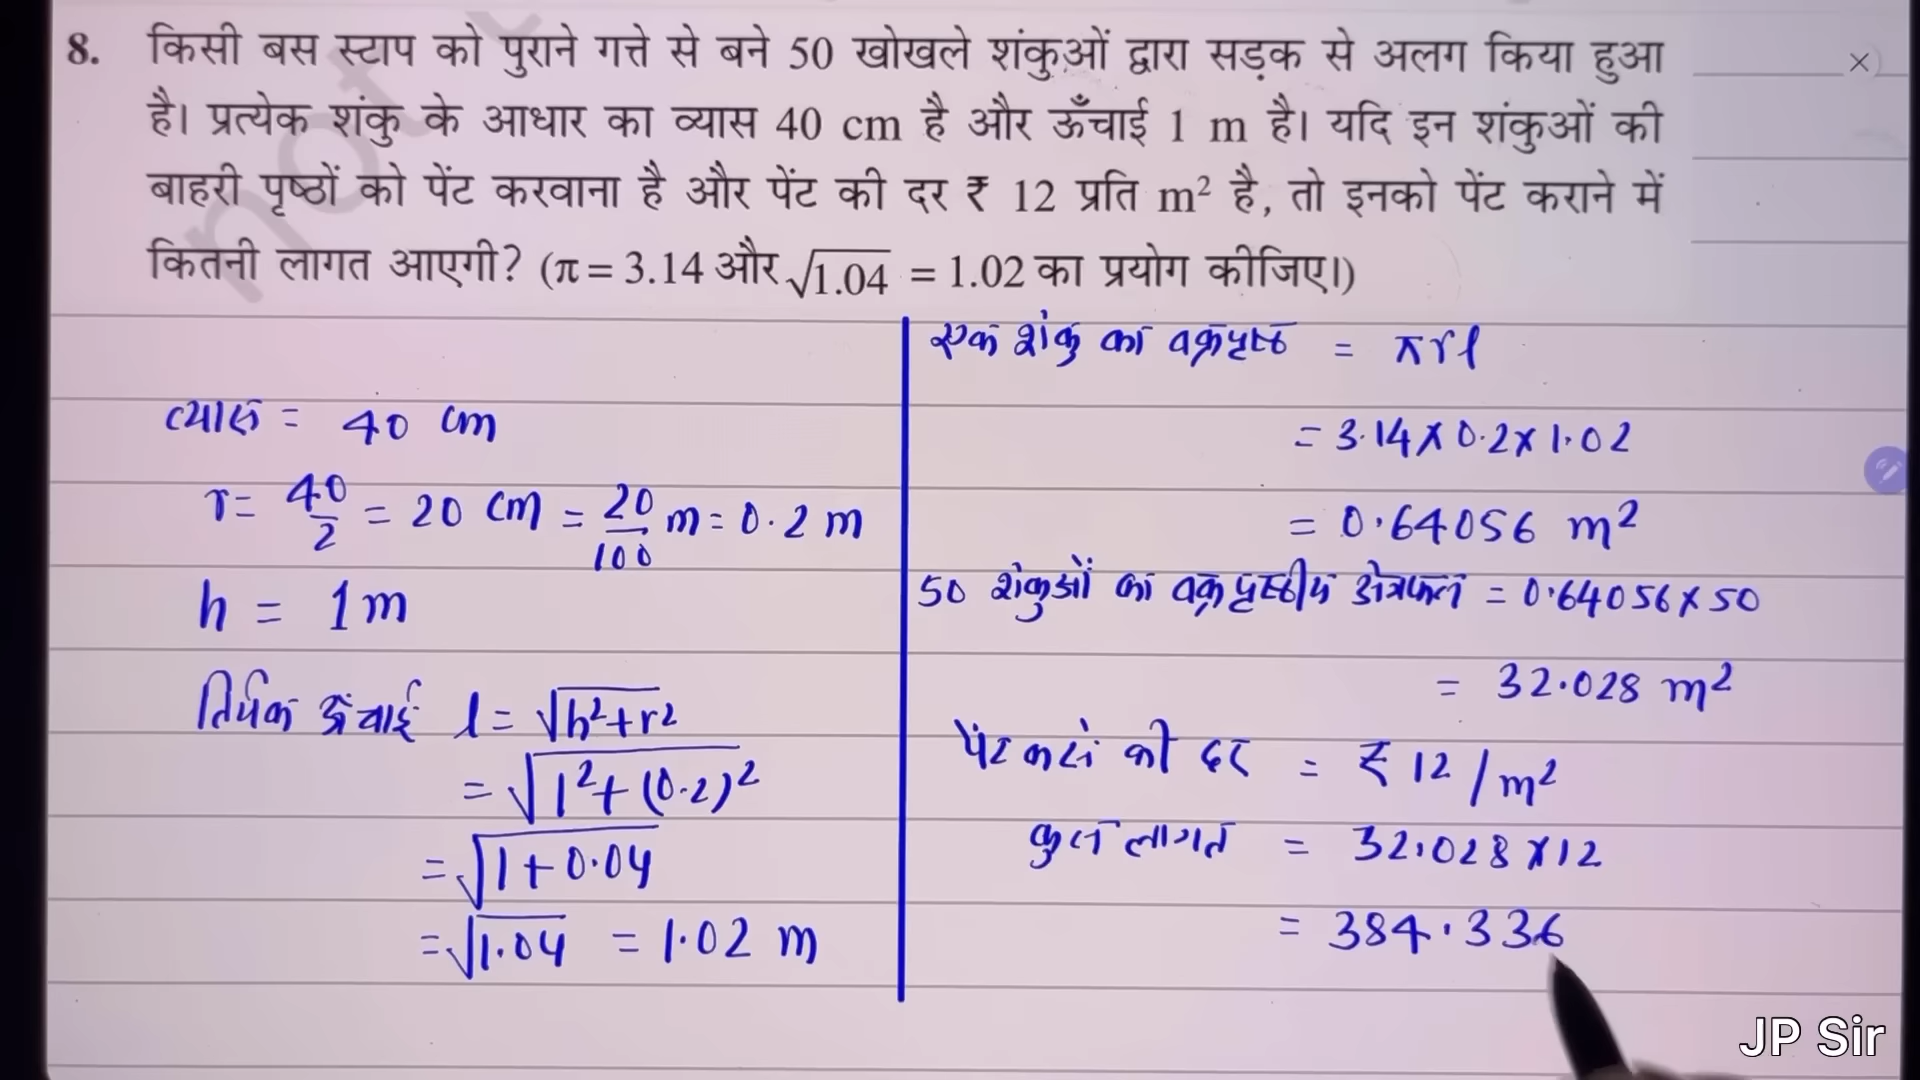 8. किसी बस स्टाप को पुराने गत्ते से बने 50 खोखले शंकुओं द्वारा सड़क से अलग किया हुआ
है। प्रत्येक शंकु के आधार का व्यास 40 cm है और ऊँचाई 1 m है। यदि इन शंकुओं की
बाहरी पृष्ठों को पेंट करवाना है और पेंट की दर ₹ 12 प्रति m² है, तो इनको पेंट कराने में
कितनी लागत आएगी? (π = 3.14 और √1.04 = 1.02 का प्रयोग कीजिए।)
व्यास = 40 cm
r = 40/2 = 20 cm = 20/100 m = 0.2 m
h = 1 m
तिर्यक ऊंचाई l = √h²+r²
= √1²+(0.2)²
= √1+0.04
= √1.04 = 1.02 m
एक शंकु का वक्रपृष्ठ = πrl
= 3.14 × 0.2 × 1.02
= 0.64056 m²
50 शंकुओं का वक्र पृष्ठीय क्षेत्रफल = 0.64056 × 50
= 32.028 m²
पेंट करने की दर = ₹ 12 / m²
कुल लागत = 32.028 × 12
= 384.336
JP Sir